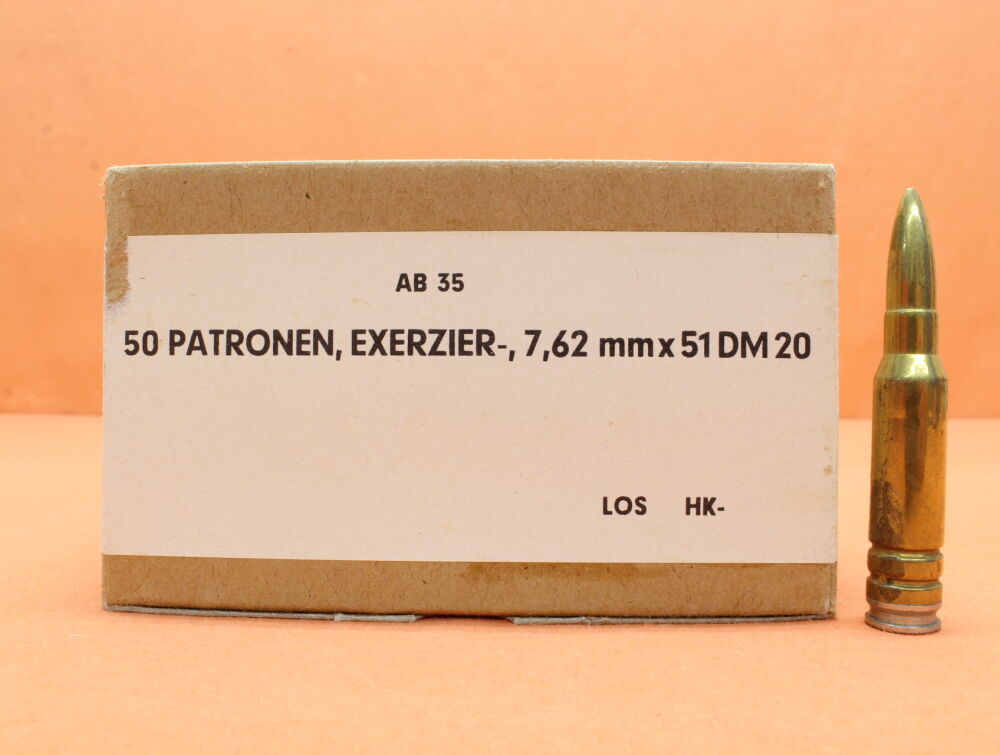 AB 35
50 PATRONEN, EXERZIER-, 7,62 mm x 51 DM 20
LOS HK-